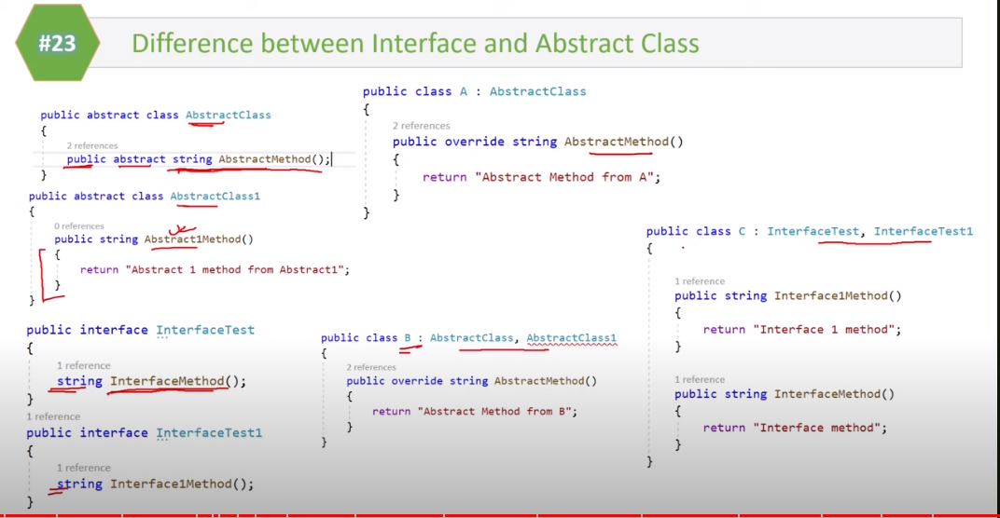 #23
Difference between Interface and Abstract Class
public abstract class AbstractClass
{
2 references
public abstract string AbstractMethod();
}
public abstract class AbstractClass1
{
0 references
public string Abstract1Method()
{
return "Abstract 1 method from Abstract1";
}
}
public interface InterfaceTest
{
1 reference
string InterfaceMethod();
}
1 reference
public interface InterfaceTest1
{
1 reference
string Interface1Method();
}
public class A : AbstractClass
{
2 references
public override string AbstractMethod()
{
return "Abstract Method from A";
}
}
public class B : AbstractClass, AbstractClass1
{
2 references
public override string AbstractMethod()
{
return "Abstract Method from B";
}
}
public class C : InterfaceTest, InterfaceTest1
{
1 reference
public string Interface1Method()
{
return "Interface 1 method";
}
1 reference
public string InterfaceMethod()
{
return "Interface method";
}
}